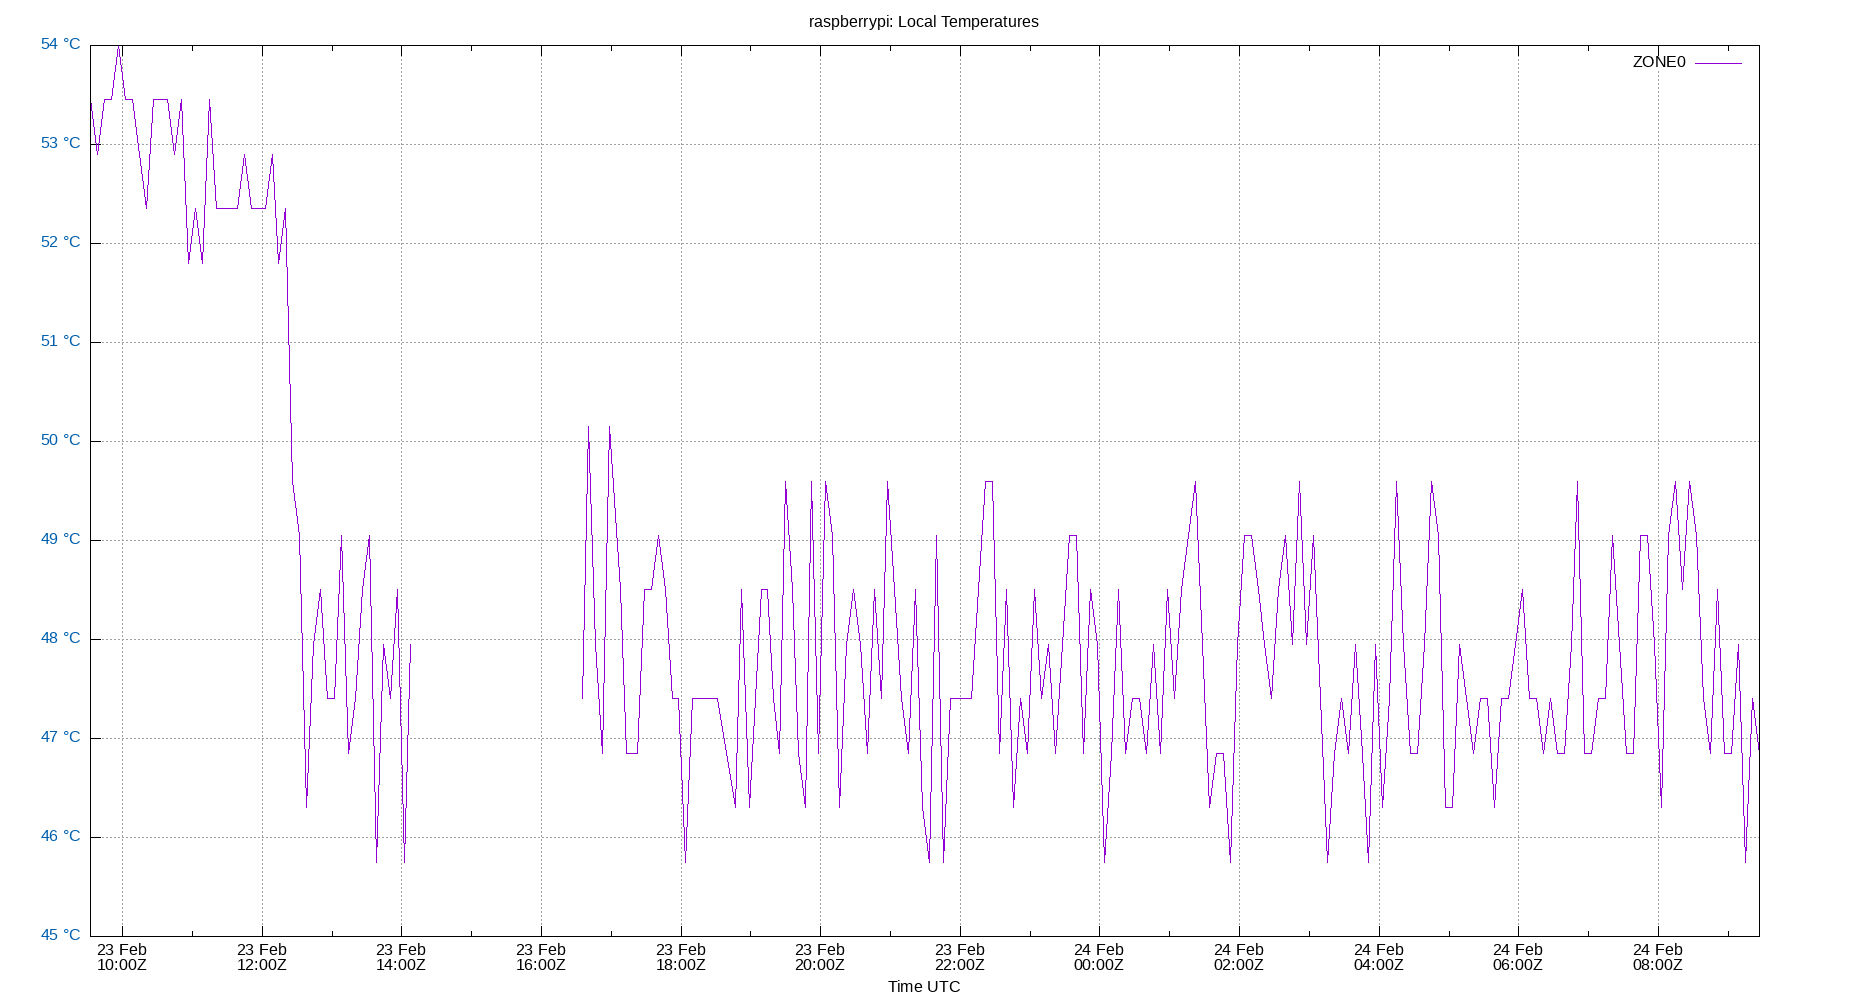 raspberrypi: Local Temperatures
ZONE0
54 °C
53 °C
52 °C
51 °C
50 °C
49 °C
48 °C
47 °C
46 °C
45 °C
23 Feb 23 Feb 23 Feb 23 Feb 23 Feb 23 Feb 23 Feb 24 Feb 24 Feb 24 Feb 24 Feb 24 Feb
10:00Z 12:00Z 14:00Z 16:00Z 18:00Z 20:00Z 22:00Z 00:00Z 02:00Z 04:00Z 06:00Z 08:00Z
Time UTC